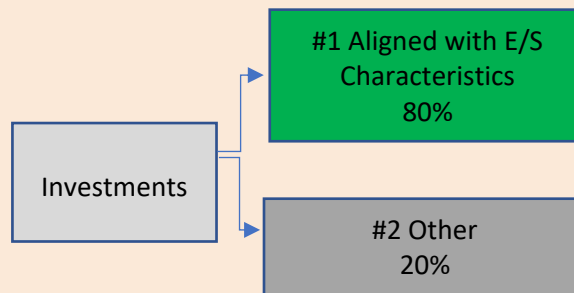 #1 Aligned with E/S
Characteristics
80%
Investments
#2 Other
20%